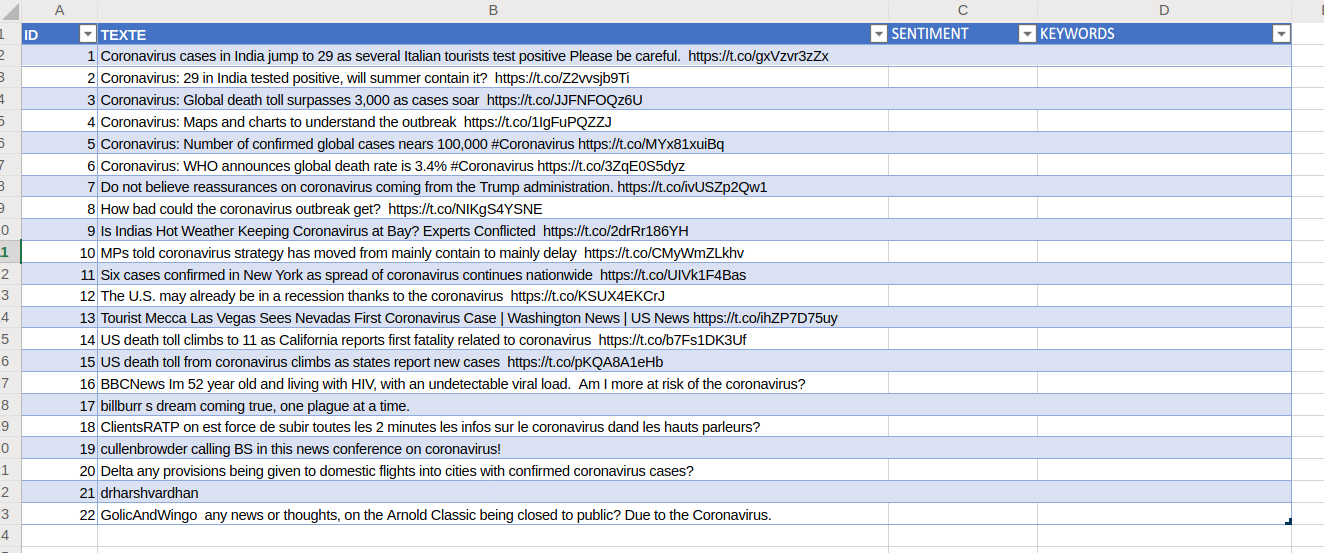 A B C D
1 ID TEXTE SENTIMENT KEYWORDS
2 1 Coronavirus cases in India jump to 29 as several Italian tourists test positive Please be careful.  https://t.co/gxVzvr3zZx
3 2 Coronavirus: 29 in India tested positive, will summer contain it?  https://t.co/Z2vvsjb9Ti
4 3 Coronavirus: Global death toll surpasses 3,000 as cases soar  https://t.co/JJFNFOQz6U
5 4 Coronavirus: Maps and charts to understand the outbreak  https://t.co/1IgFuPQZZJ
6 5 Coronavirus: Number of confirmed global cases nears 100,000 #Coronavirus https://t.co/MYx81xuiBq
7 6 Coronavirus: WHO announces global death rate is 3.4% #Coronavirus https://t.co/3ZqE0S5dyz
8 7 Do not believe reassurances on coronavirus coming from the Trump administration. https://t.co/ivUSZp2Qw1
9 8 How bad could the coronavirus outbreak get?  https://t.co/NIKgS4YSNE
0 9 Is Indias Hot Weather Keeping Coronavirus at Bay? Experts Conflicted  https://t.co/2drRr186YH
1 10 MPs told coronavirus strategy has moved from mainly contain to mainly delay  https://t.co/CMyWmZLkhv
2 11 Six cases confirmed in New York as spread of coronavirus continues nationwide  https://t.co/UIVk1F4Bas
3 12 The U.S. may already be in a recession thanks to the coronavirus  https://t.co/KSUX4EKCrJ
4 13 Tourist Mecca Las Vegas Sees Nevadas First Coronavirus Case | Washington News | US News https://t.co/ihZP7D75uy
5 14 US death toll climbs to 11 as California reports first fatality related to coronavirus  https://t.co/b7Fs1DK3Uf
6 15 US death toll from coronavirus climbs as states report new cases  https://t.co/pKQA8A1eHb
7 16 BBCNews Im 52 year old and living with HIV, with an undetectable viral load.  Am I more at risk of the coronavirus?
8 17 billburr s dream coming true, one plague at a time.
9 18 ClientsRATP on est force de subir toutes les 2 minutes les infos sur le coronavirus dand les hauts parleurs?
0 19 cullenbrowder calling BS in this news conference on coronavirus!
1 20 Delta any provisions being given to domestic flights into cities with confirmed coronavirus cases?
2 21 drharshvardhan
3 22 GolicAndWingo  any news or thoughts, on the Arnold Classic being closed to public? Due to the Coronavirus.
4